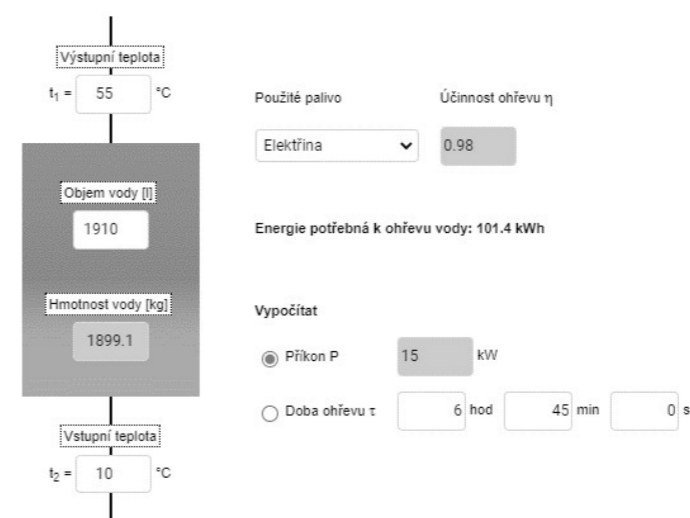 Výstupní teplota
t₁ = 55 °C
Použité palivo
Účinnost ohřevu η
Elektřina
0.98
Objem vody [l]
1910
Energie potřebná k ohřevu vody: 101.4 kWh
Hmotnost vody [kg]
1899.1
Vypočítat
Příkon P 15 kW
Doba ohřevu τ 6 hod 45 min 0 s
Vstupní teplota
t₂ = 10 °C